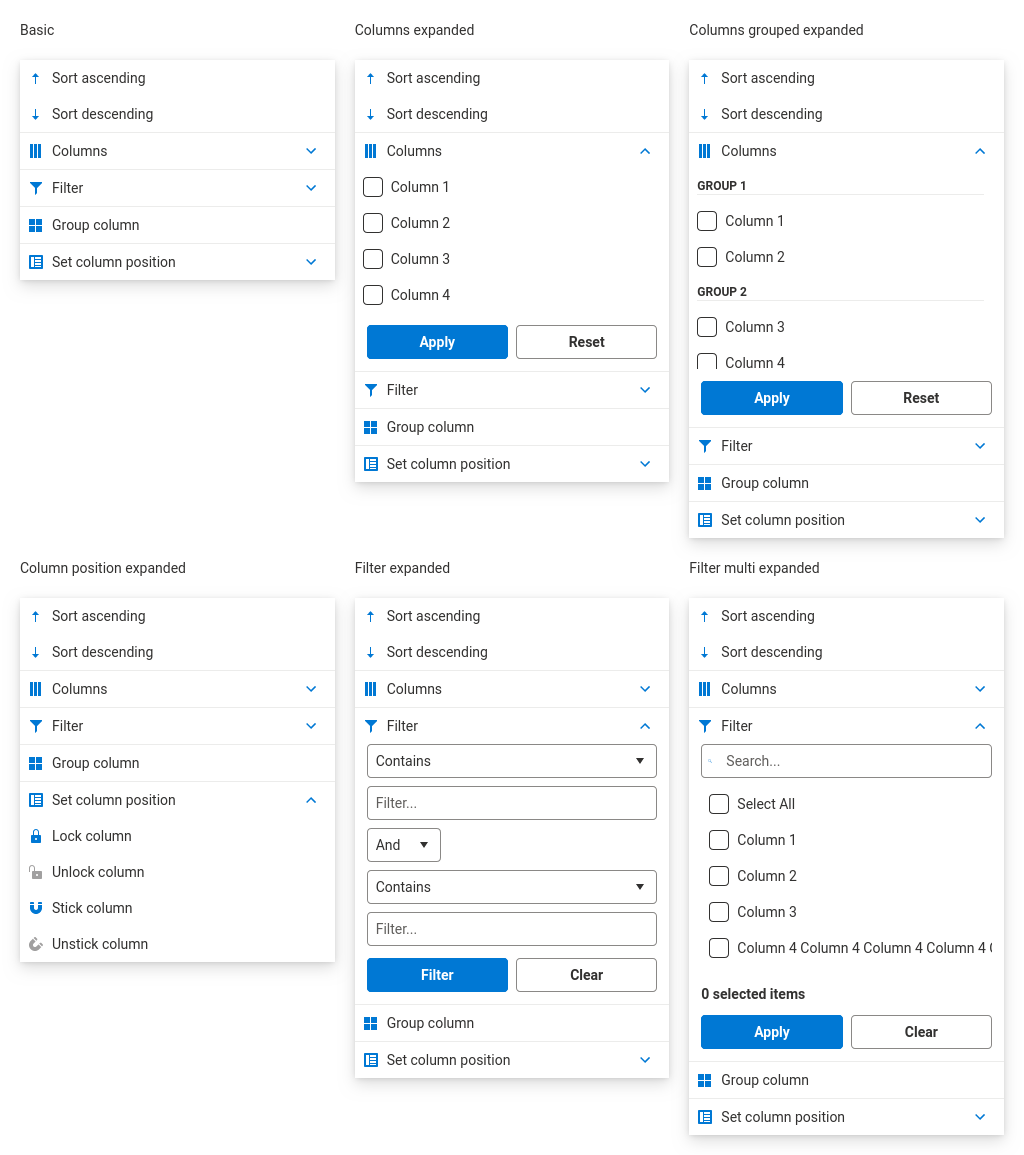 Basic
Sort ascending
Sort descending
Columns
Filter
Group column
Set column position
Columns expanded
Sort ascending
Sort descending
Columns
Column 1
Column 2
Column 3
Column 4
Apply Reset
Filter
Group column
Set column position
Columns grouped expanded
Sort ascending
Sort descending
Columns
GROUP 1
Column 1
Column 2
GROUP 2
Column 3
Column 4
Apply Reset
Filter
Group column
Set column position
Column position expanded
Sort ascending
Sort descending
Columns
Filter
Group column
Set column position
Lock column
Unlock column
Stick column
Unstick column
Filter expanded
Sort ascending
Sort descending
Columns
Filter
Contains
Filter...
And
Contains
Filter...
Filter Clear
Group column
Set column position
Filter multi expanded
Sort ascending
Sort descending
Columns
Filter
Search...
Select All
Column 1
Column 2
Column 3
Column 4 Column 4 Column 4 Column 4
0 selected items
Apply Clear
Group column
Set column position